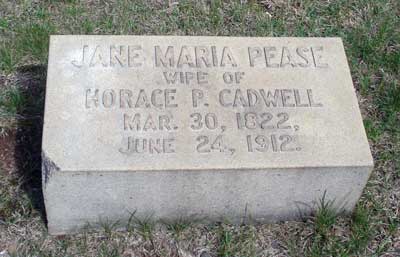 JANE MARIA PEASE
WIFE OF
HORACE P. CADWELL
MAR. 30, 1822,
JUNE 24, 1912.